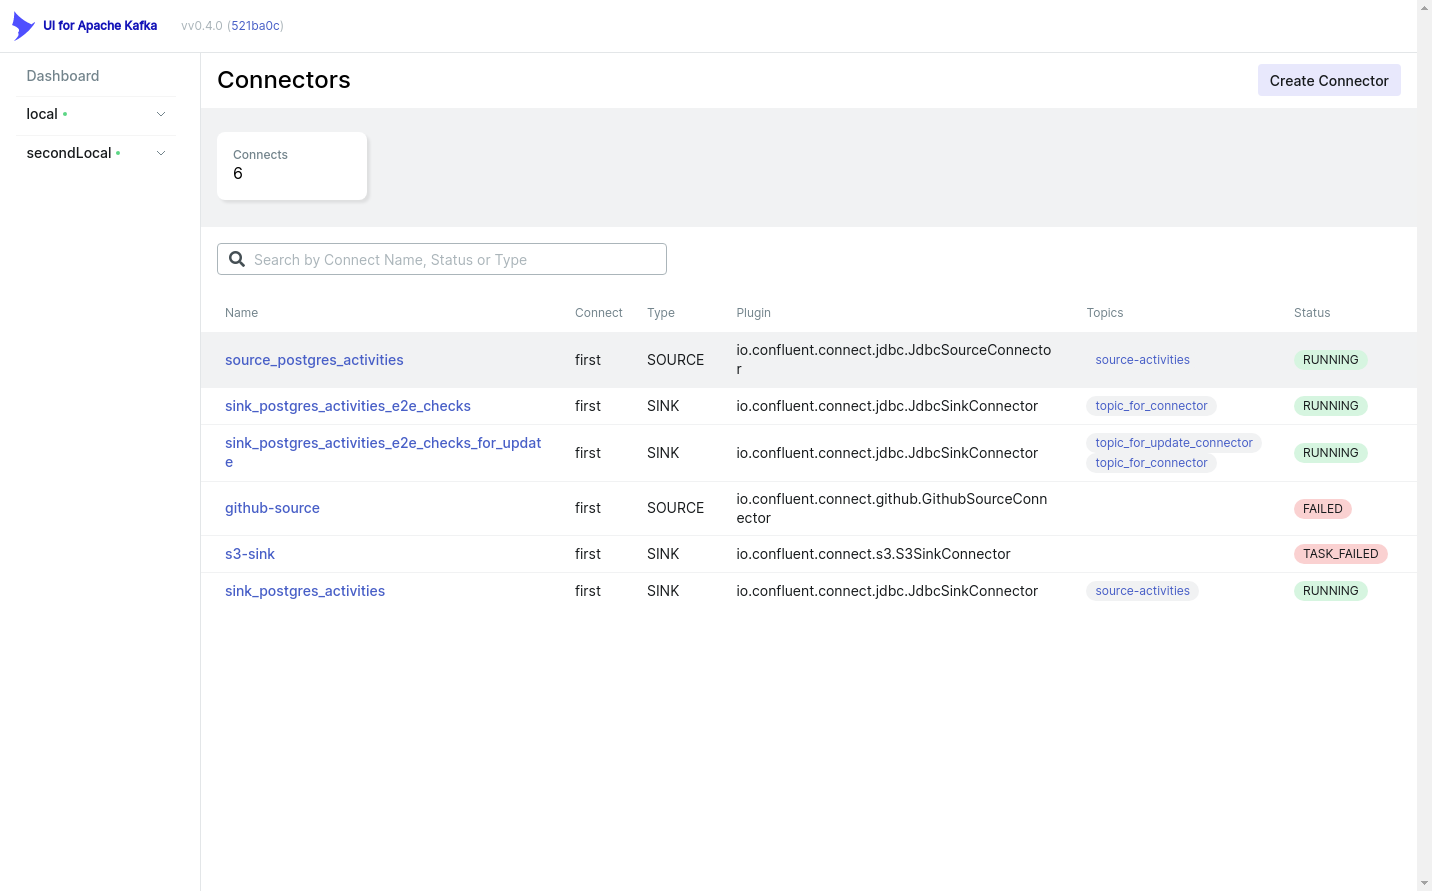 UI for Apache Kafka
vv0.4.0 (521ba0c)
Dashboard
local
secondLocal
Connectors
Create Connector
Connects
6
Search by Connect Name, Status or Type
Name Connect Type Plugin Topics Status
source_postgres_activities first SOURCE io.confluent.connect.jdbc.JdbcSourceConnecto
r source-activities RUNNING
sink_postgres_activities_e2e_checks first SINK io.confluent.connect.jdbc.JdbcSinkConnector topic_for_connector RUNNING
sink_postgres_activities_e2e_checks_for_updat
e first SINK io.confluent.connect.jdbc.JdbcSinkConnector topic_for_update_connector
topic_for_connector RUNNING
github-source first SOURCE io.confluent.connect.github.GithubSourceConn
ector FAILED
s3-sink first SINK io.confluent.connect.s3.S3SinkConnector TASK_FAILED
sink_postgres_activities first SINK io.confluent.connect.jdbc.JdbcSinkConnector source-activities RUNNING